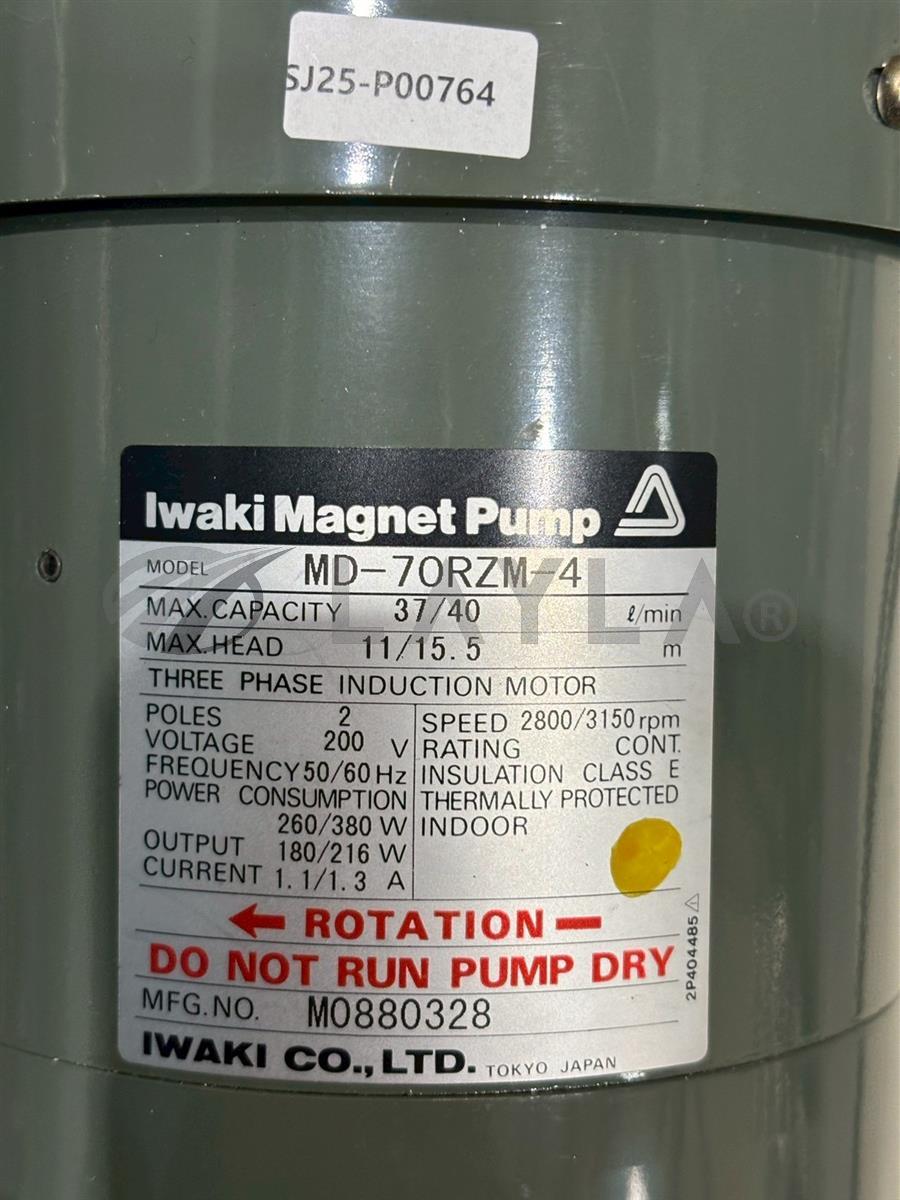 SJ25-P00764
Iwaki Magnet Pump
MODEL MD-70RZM-4
MAX. CAPACITY 37/40 ℓ/min
MAX. HEAD 11/15.5 m
THREE PHASE INDUCTION MOTOR
POLES 2
VOLTAGE 200 V
FREQUENCY 50/60 Hz
POWER CONSUMPTION
260/380 W
OUTPUT 180/216 W
CURRENT 1.1/1.3 A
SPEED 2800/3150 rpm
RATING CONT.
INSULATION CLASS E
THERMALLY PROTECTED
INDOOR
← ROTATION —
DO NOT RUN PUMP DRY
MFG. NO. M0880328
IWAKI CO., LTD. TOKYO JAPAN
2P404485
LAYLA®